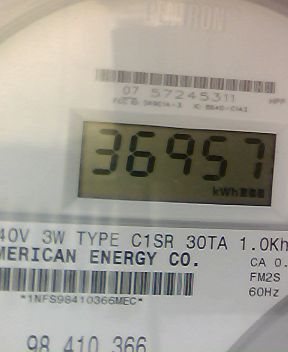 07 57245311
36957
kWh
40V 3W TYPE C1SR 30TA 1.0Kh
MERICAN ENERGY CO.
CA 0.
FM2S
60Hz
*1NFS98410366MEC*
98 410 366